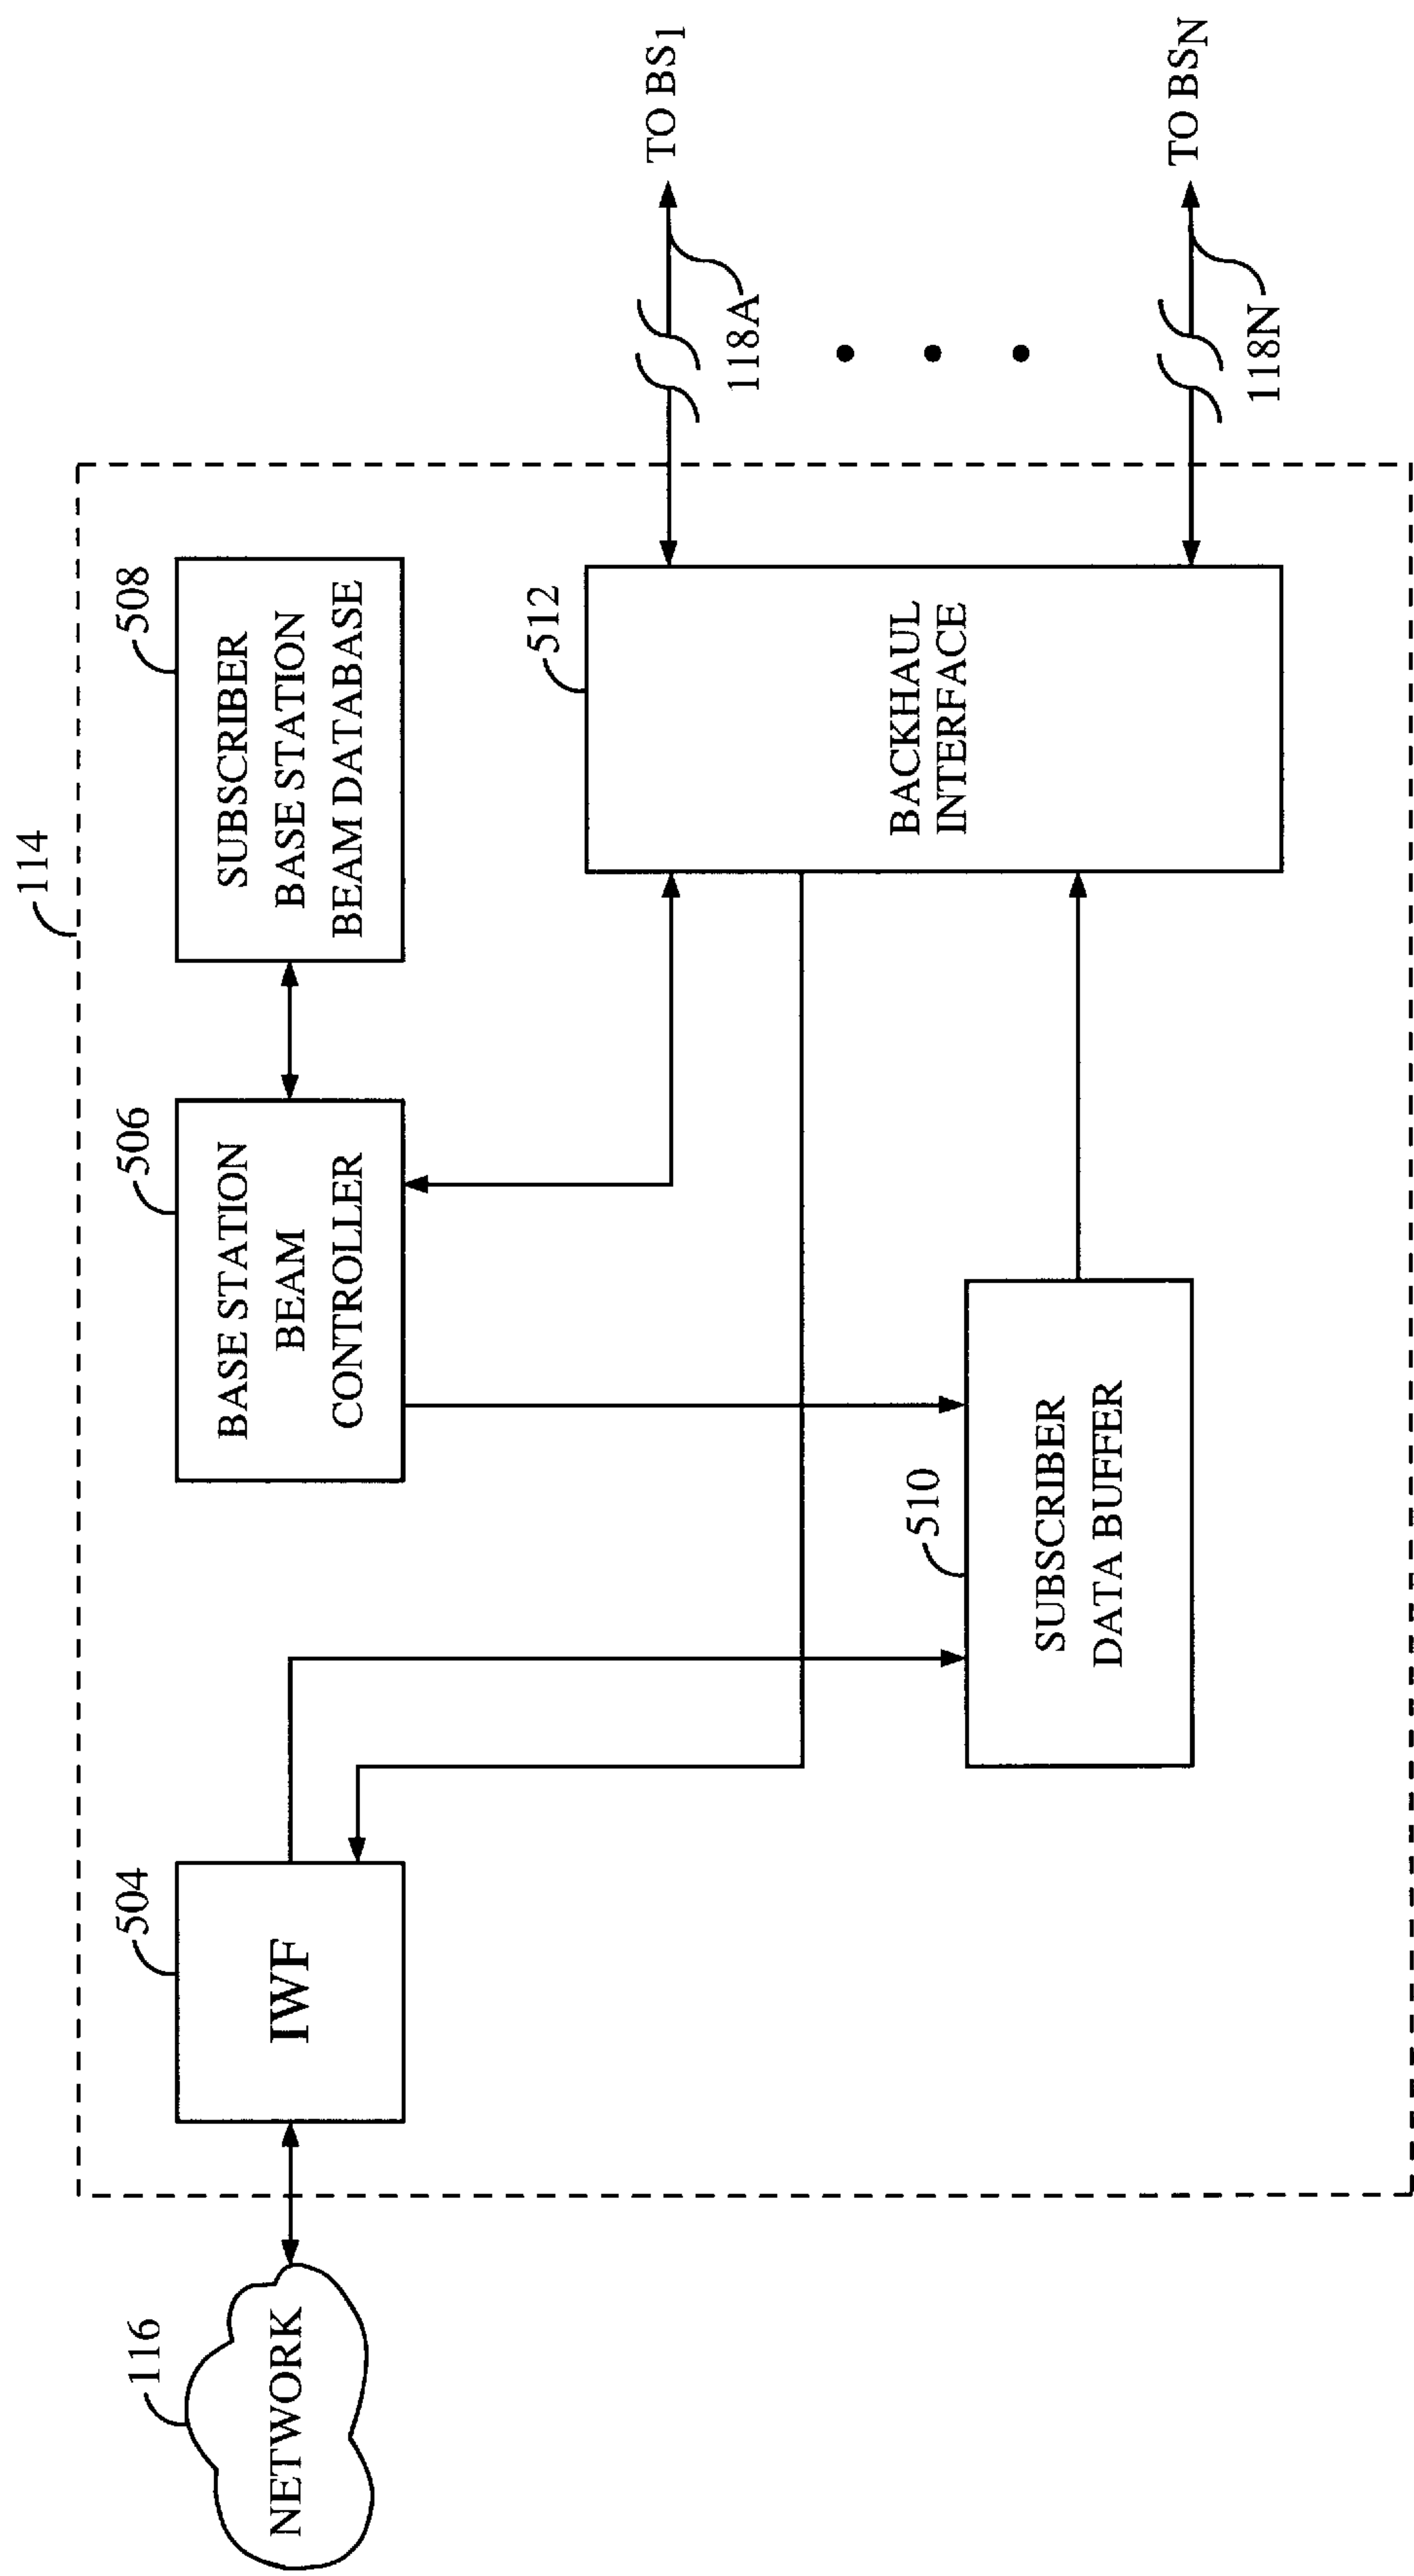 114
116
NETWORK
504
IWF
506
BASE STATION
BEAM
CONTROLLER
508
SUBSCRIBER
BASE STATION
BEAM DATABASE
510
SUBSCRIBER
DATA BUFFER
512
BACKHAUL
INTERFACE
TO BS1
118A
TO BSN
118N